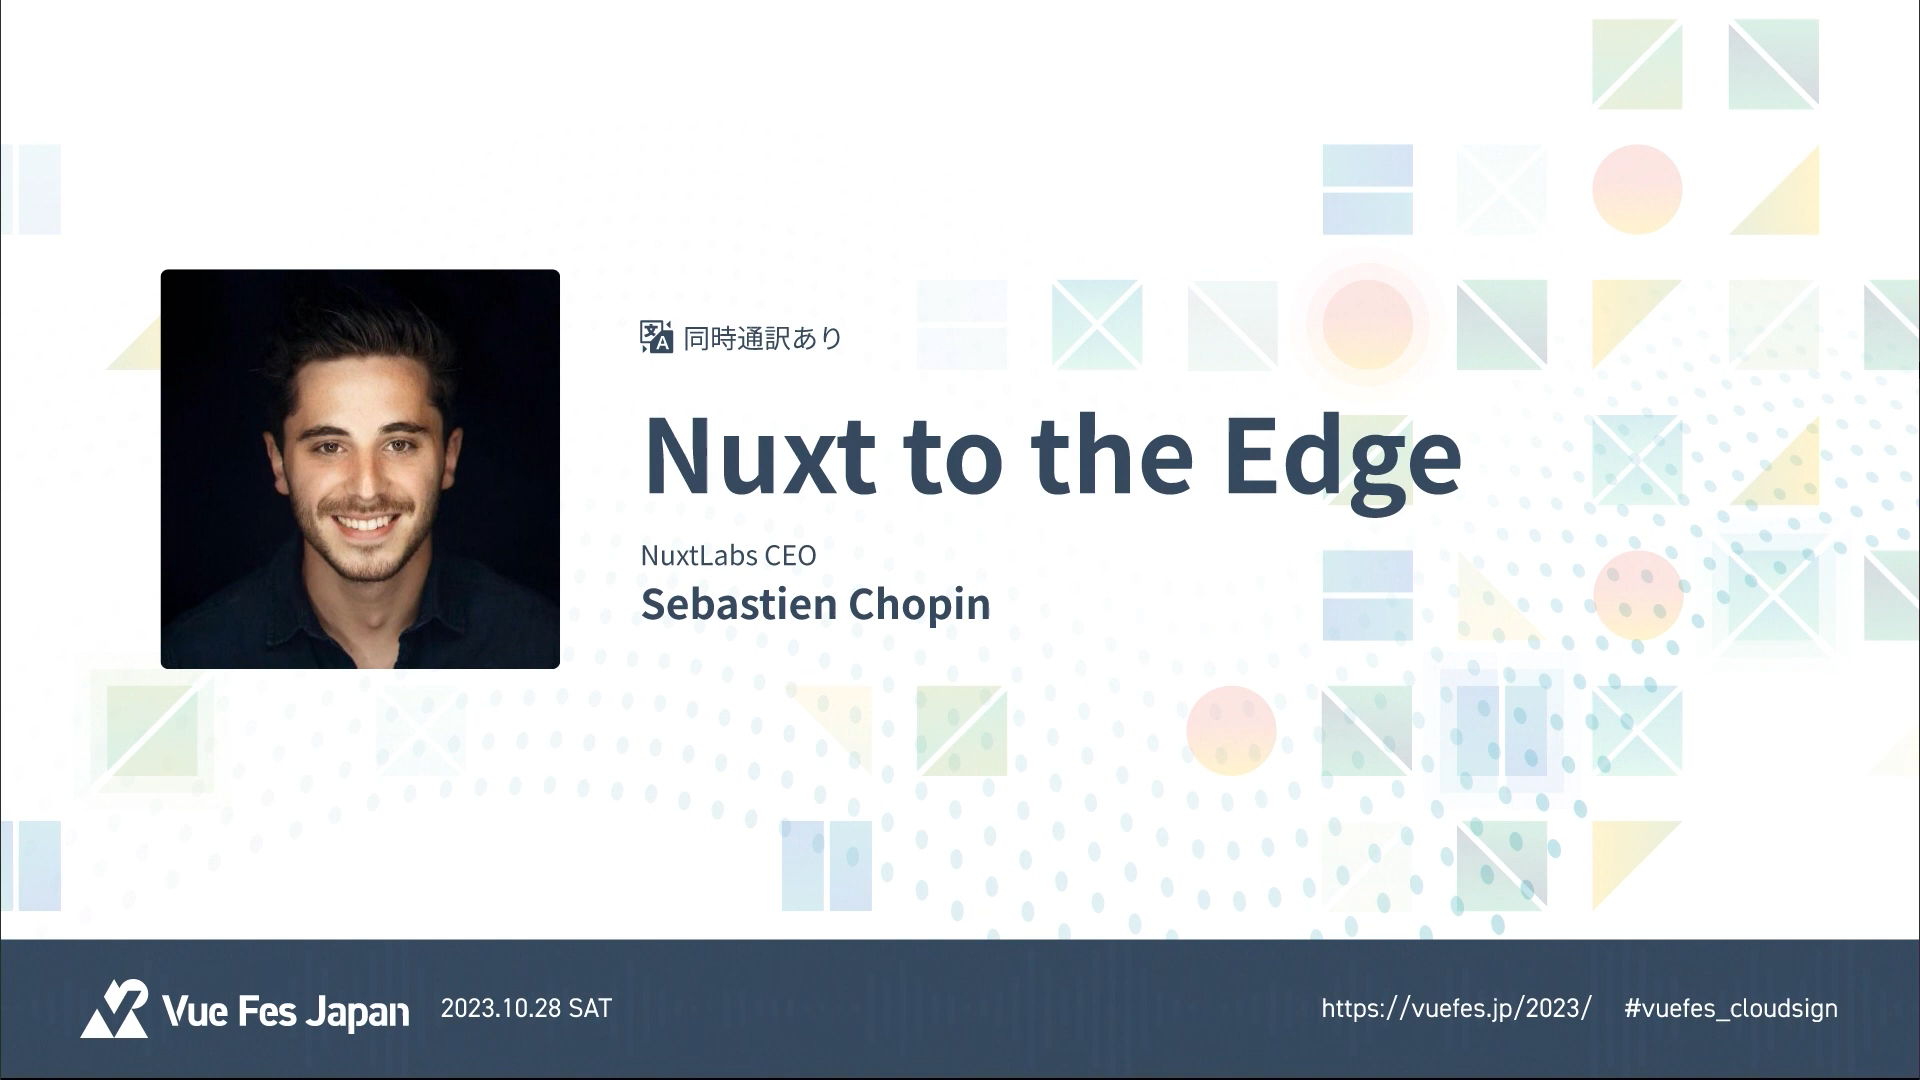 同時通訳あり
Nuxt to the Edge
NuxtLabs CEO
Sebastien Chopin
Vue Fes Japan 2023.10.28 SAT https://vuefes.jp/2023/ #vuefes_cloudsign